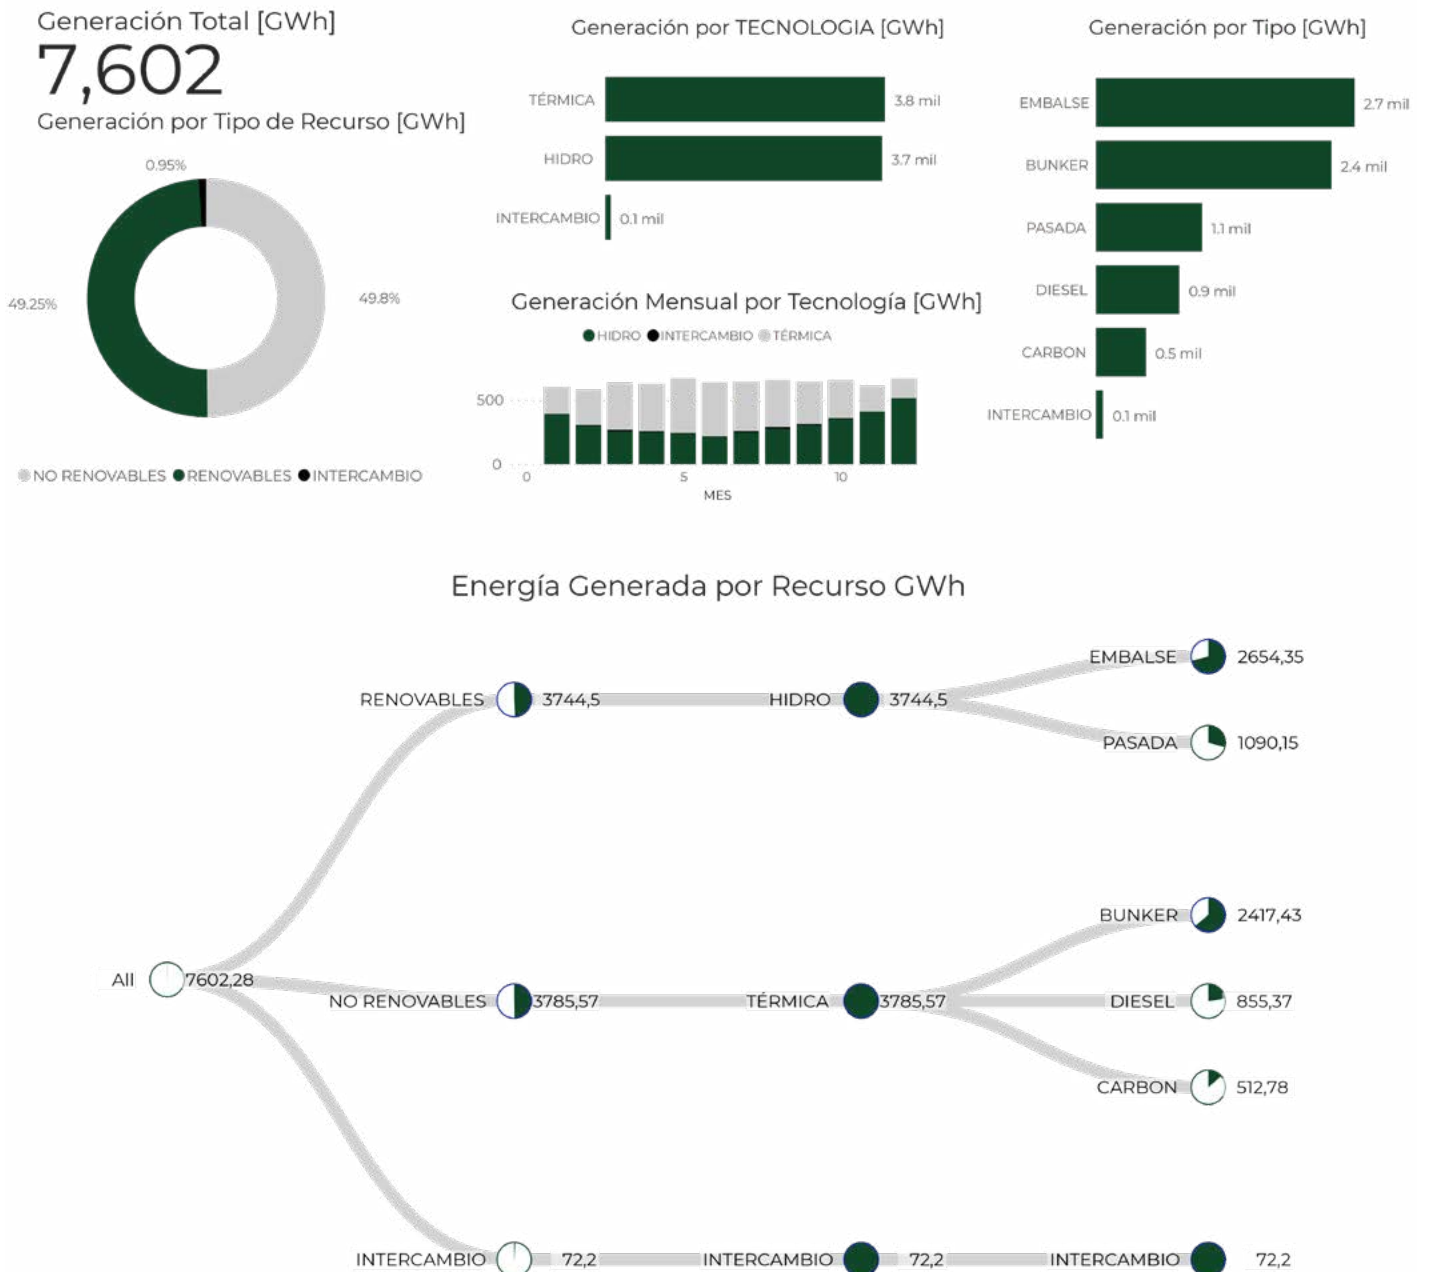 Generación Total [GWh]
7,602
Generación por Tipo de Recurso [GWh]
0.95%
49.25%
49.8%
NO RENOVABLES RENOVABLES INTERCAMBIO
Generación por TECNOLOGIA [GWh]
TÉRMICA 3.8 mil
HIDRO 3.7 mil
INTERCAMBIO 0.1 mil
Generación Mensual por Tecnología [GWh]
HIDRO INTERCAMBIO TÉRMICA
500
0
0 5 10
MES
Generación por Tipo [GWh]
EMBALSE 2.7 mil
BUNKER 2.4 mil
PASADA 1.1 mil
DIESEL 0.9 mil
CARBON 0.5 mil
INTERCAMBIO 0.1 mil
Energía Generada por Recurso GWh
EMBALSE 2654,35
RENOVABLES 3744,5 HIDRO 3744,5
PASADA 1090,15
BUNKER 2417,43
All 7602,28
NO RENOVABLES 3785,57 TÉRMICA 3785,57 DIESEL 855,37
CARBON 512,78
INTERCAMBIO 72,2 INTERCAMBIO 72,2 INTERCAMBIO 72,2